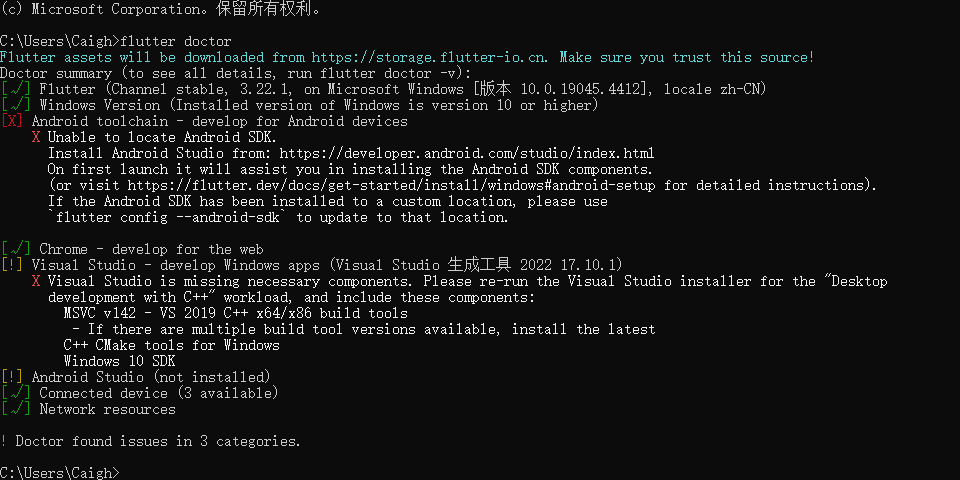 (c) Microsoft Corporation。保留所有权利。
C:\Users\Caigh>flutter doctor
Flutter assets will be downloaded from https://storage.flutter-io.cn. Make sure you trust this source!
Doctor summary (to see all details, run flutter doctor -v):
[√] Flutter (Channel stable, 3.22.1, on Microsoft Windows [版本 10.0.19045.4412], locale zh-CN)
[√] Windows Version (Installed version of Windows is version 10 or higher)
[X] Android toolchain - develop for Android devices
X Unable to locate Android SDK.
Install Android Studio from: https://developer.android.com/studio/index.html
On first launch it will assist you in installing the Android SDK components.
(or visit https://flutter.dev/docs/get-started/install/windows#android-setup for detailed instructions).
If the Android SDK has been installed to a custom location, please use
`flutter config --android-sdk` to update to that location.
[√] Chrome - develop for the web
[!] Visual Studio - develop Windows apps (Visual Studio 生成工具 2022 17.10.1)
X Visual Studio is missing necessary components. Please re-run the Visual Studio installer for the "Desktop
development with C++" workload, and include these components:
MSVC v142 - VS 2019 C++ x64/x86 build tools
- If there are multiple build tool versions available, install the latest
C++ CMake tools for Windows
Windows 10 SDK
[!] Android Studio (not installed)
[√] Connected device (3 available)
[√] Network resources
! Doctor found issues in 3 categories.
C:\Users\Caigh>